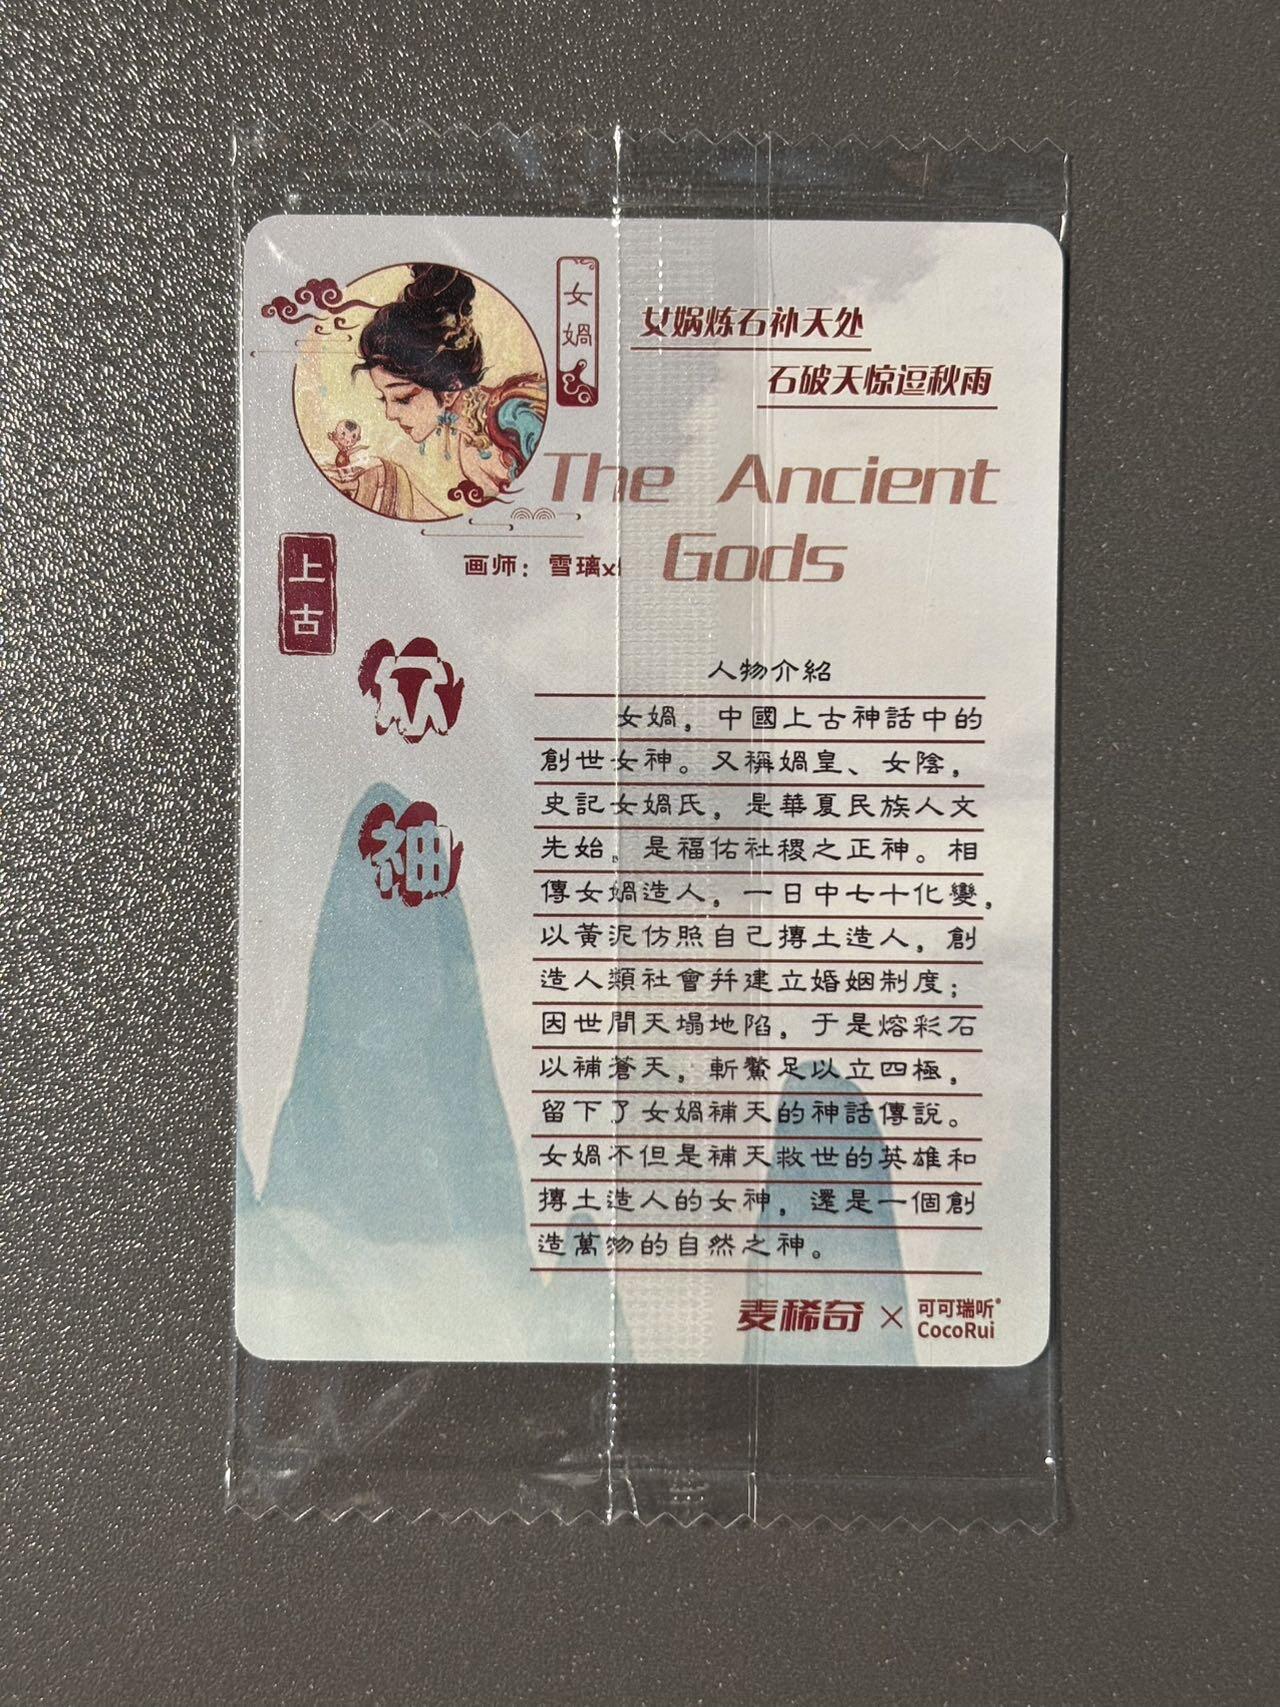 女媧
女娲炼石补天处
石破天惊逗秋雨
The Ancient
Gods
画师：雪璃x
上古
众神
人物介紹
女媧，中國上古神話中的
創世女神。又稱媧皇、女陰，
史記女媧氏，是華夏民族人文
先始，是福佑社稷之正神。相
傳女媧造人，一日中七十化變，
以黃泥仿照自己摶土造人，創
造人類社會并建立婚姻制度；
因世間天塌地陷，于是熔彩石
以補蒼天，斬鱉足以立四極，
留下了女媧補天的神話傳說。
女媧不但是補天救世的英雄和
摶土造人的女神，還是一個創
造萬物的自然之神。
麦稀奇 × 可可瑞听®
CocoRui